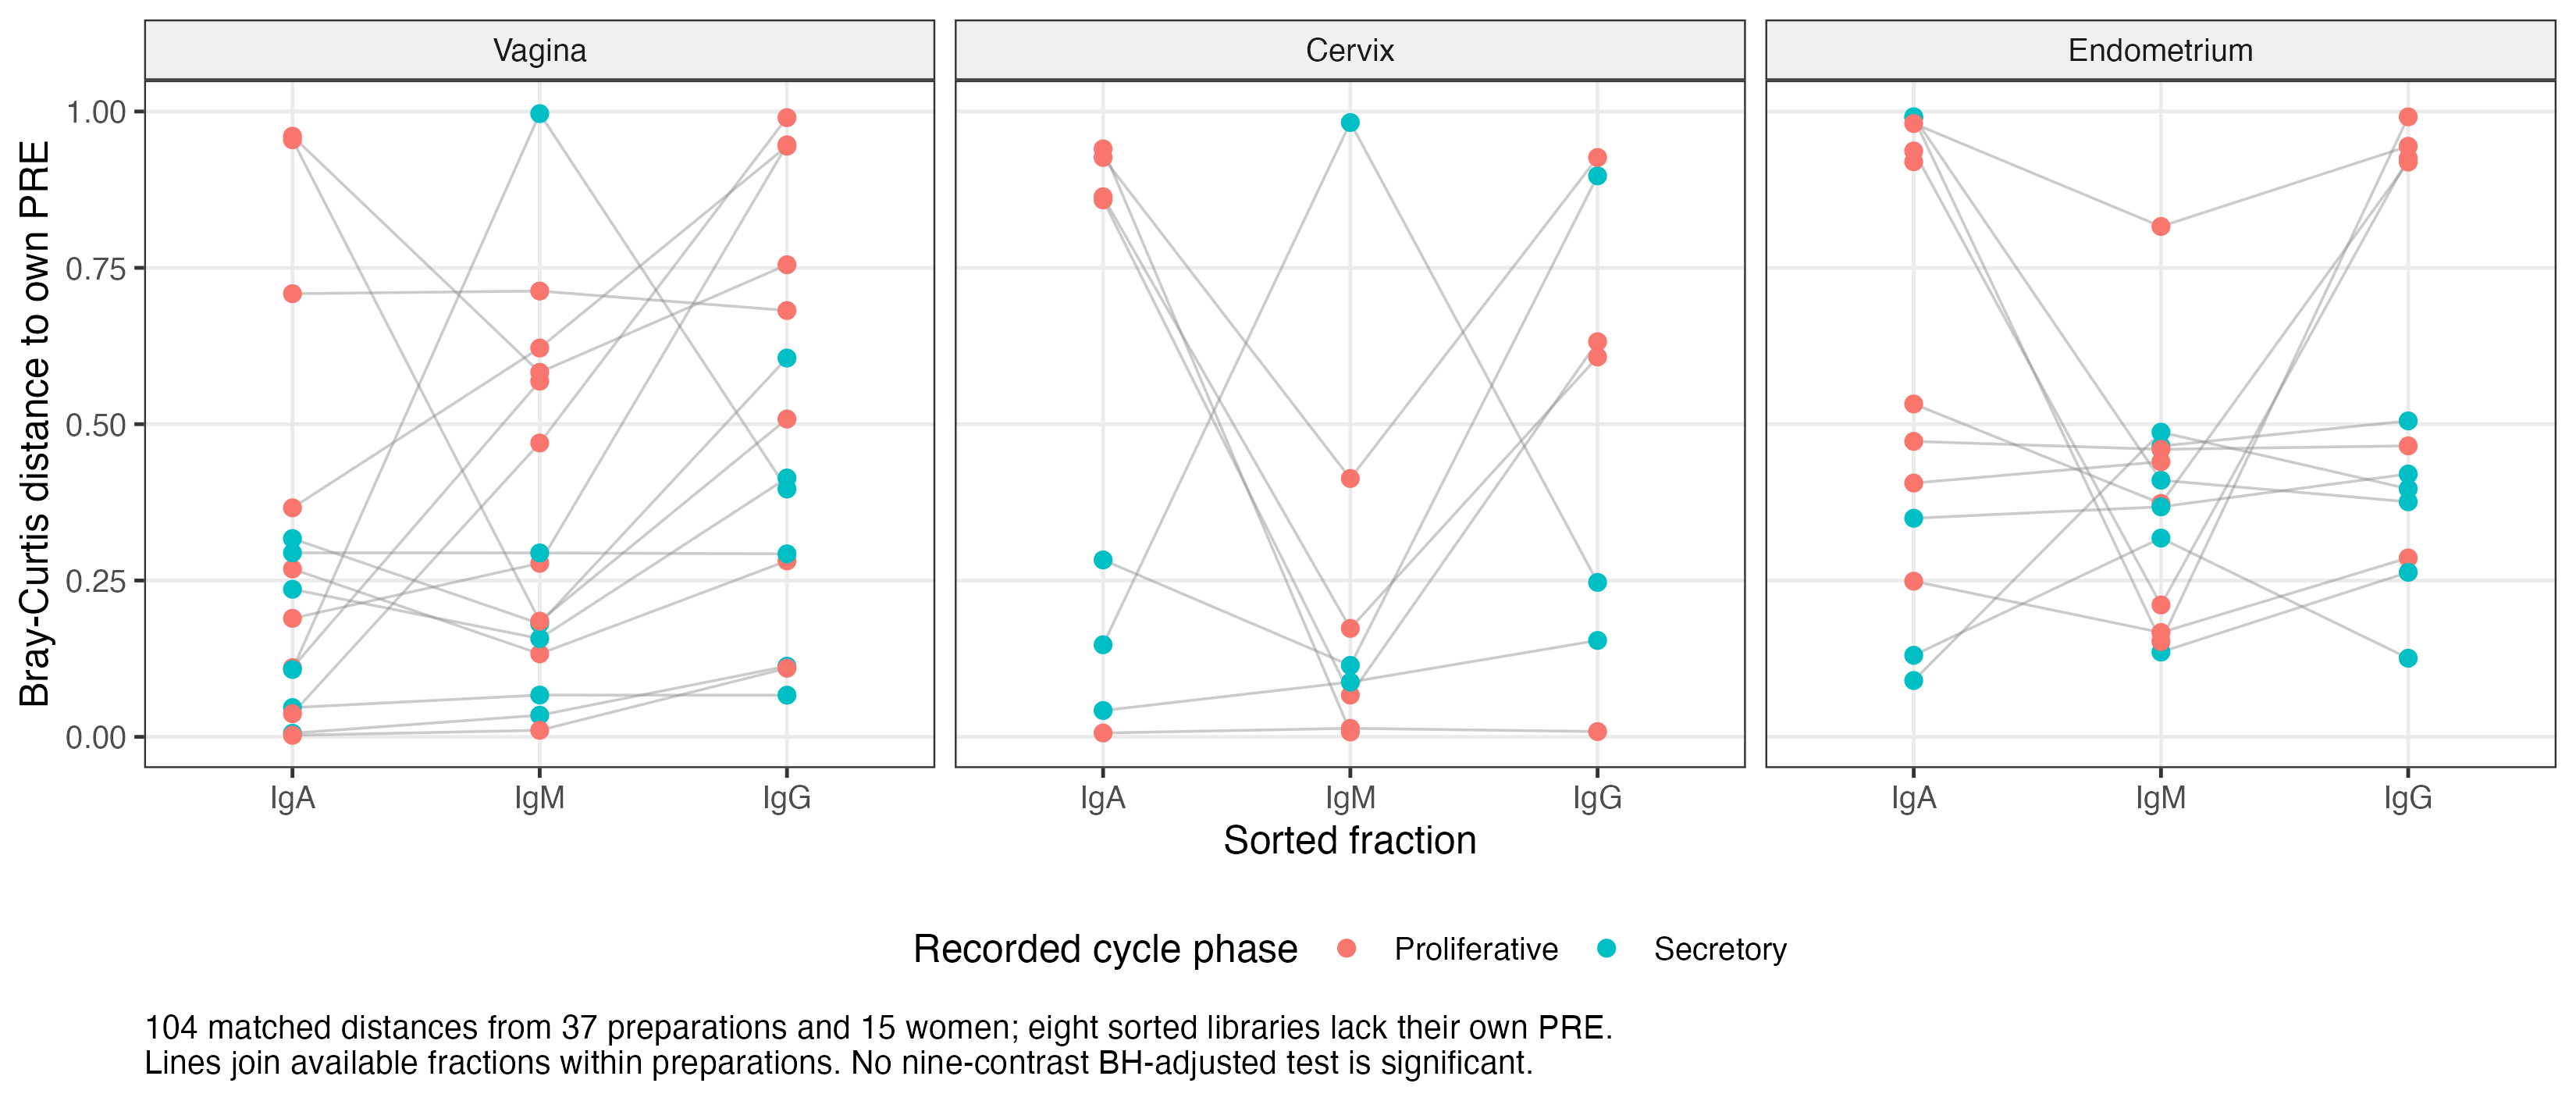 Vagina
Cervix
Endometrium
Bray-Curtis distance to own PRE
1.00
0.75
0.50
0.25
0.00
IgA
IgM
IgG
IgA
IgM
IgG
IgA
IgM
IgG
Sorted fraction
Recorded cycle phase
Proliferative
Secretory
104 matched distances from 37 preparations and 15 women; eight sorted libraries lack their own PRE.
Lines join available fractions within preparations. No nine-contrast BH-adjusted test is significant.